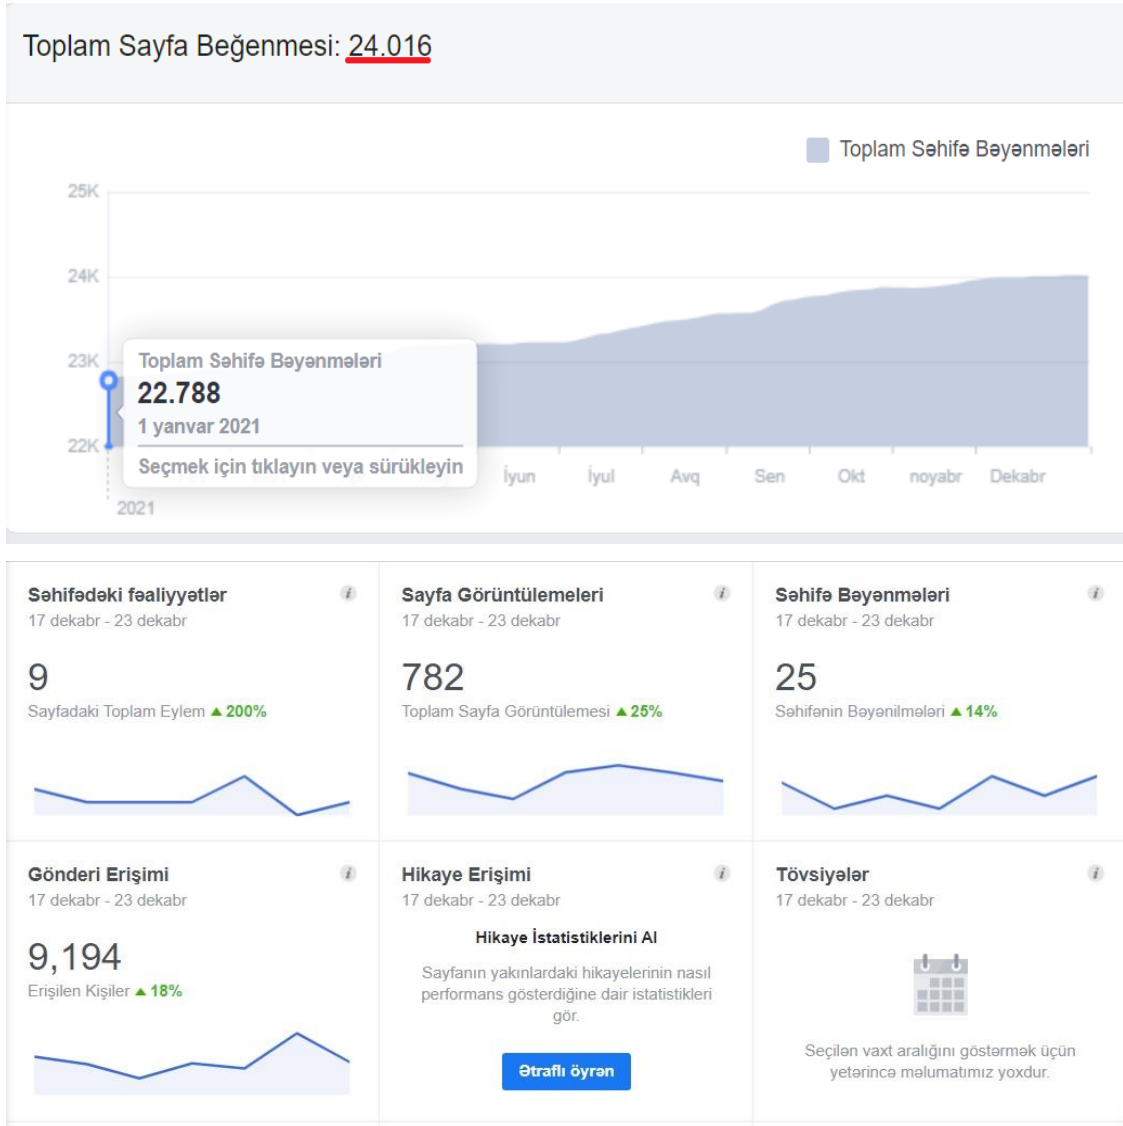 Toplam Sayfa Beğenmesi: 24.016
Toplam Səhifə Bəyənmələri
25K
24K
23K
22K
Toplam Səhifə Bəyənmələri
22.788
1 yanvar 2021
Seçmek için tıklayın veya sürükleyin
İyun İyul Avq Sen Okt noyabr Dekabr
2021
Səhifədəki fəaliyyətlər
17 dekabr - 23 dekabr
9
Sayfadaki Toplam Eylem ▲ 200%
Sayfa Görüntülemeleri
17 dekabr - 23 dekabr
782
Toplam Sayfa Görüntülemesi ▲ 25%
Səhifə Bəyənmələri
17 dekabr - 23 dekabr
25
Səhifənin Bəyənilmələri ▲ 14%
Gönderi Erişimi
17 dekabr - 23 dekabr
9,194
Erişilen Kişiler ▲ 18%
Hikaye Erişimi
17 dekabr - 23 dekabr
Hikaye İstatistiklerini Al
Sayfanın yakınlardaki hikayelerinin nasıl
performans gösterdiğine dair istatistikleri
gör.
Ətraflı öyrən
Tövsiyələr
17 dekabr - 23 dekabr
Seçilən vaxt aralığını göstərmək üçün
yetərincə məlumatımız yoxdur.